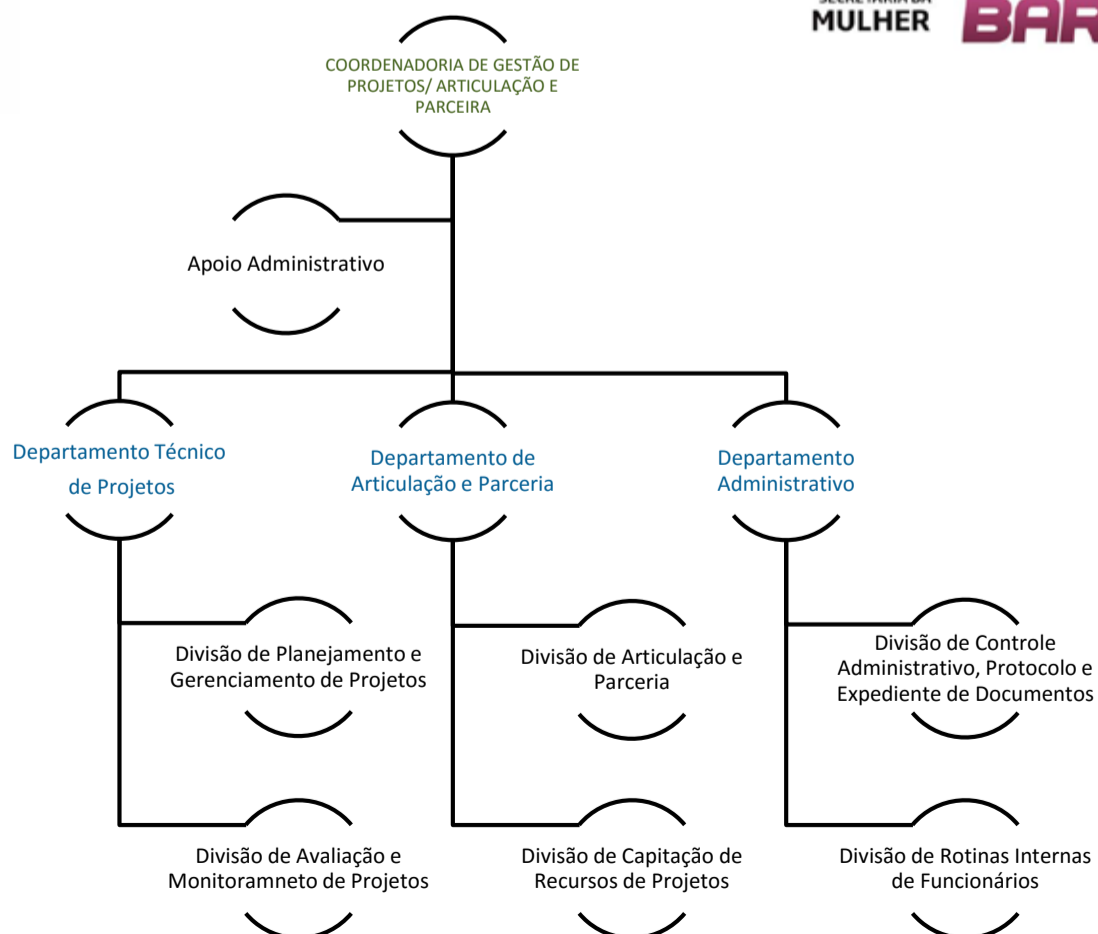 MULHER
BAR
COORDENADORIA DE GESTÃO DE
PROJETOS/ ARTICULAÇÃO E
PARCEIRA
Apoio Administrativo
Departamento Técnico
de Projetos
Departamento de
Articulação e Parceria
Departamento
Administrativo
Divisão de Planejamento e
Gerenciamento de Projetos
Divisão de Articulação e
Parceria
Divisão de Controle
Administrativo, Protocolo e
Expediente de Documentos
Divisão de Avaliação e
Monitoramneto de Projetos
Divisão de Capitação de
Recursos de Projetos
Divisão de Rotinas Internas
de Funcionários